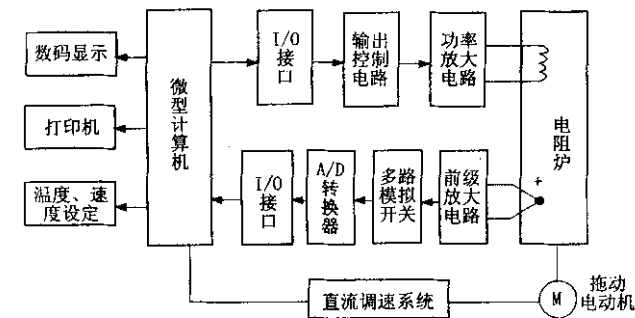 数码显示
打印机
温度、速
度设定
微型计算机
I/O
接口
输出
控制
电路
功率
放大
电路
电阻炉
+
I/O
接口
A/D
转换器
多路
模拟
开关
前级
放大
电路
直流调速系统
M
拖动
电动机